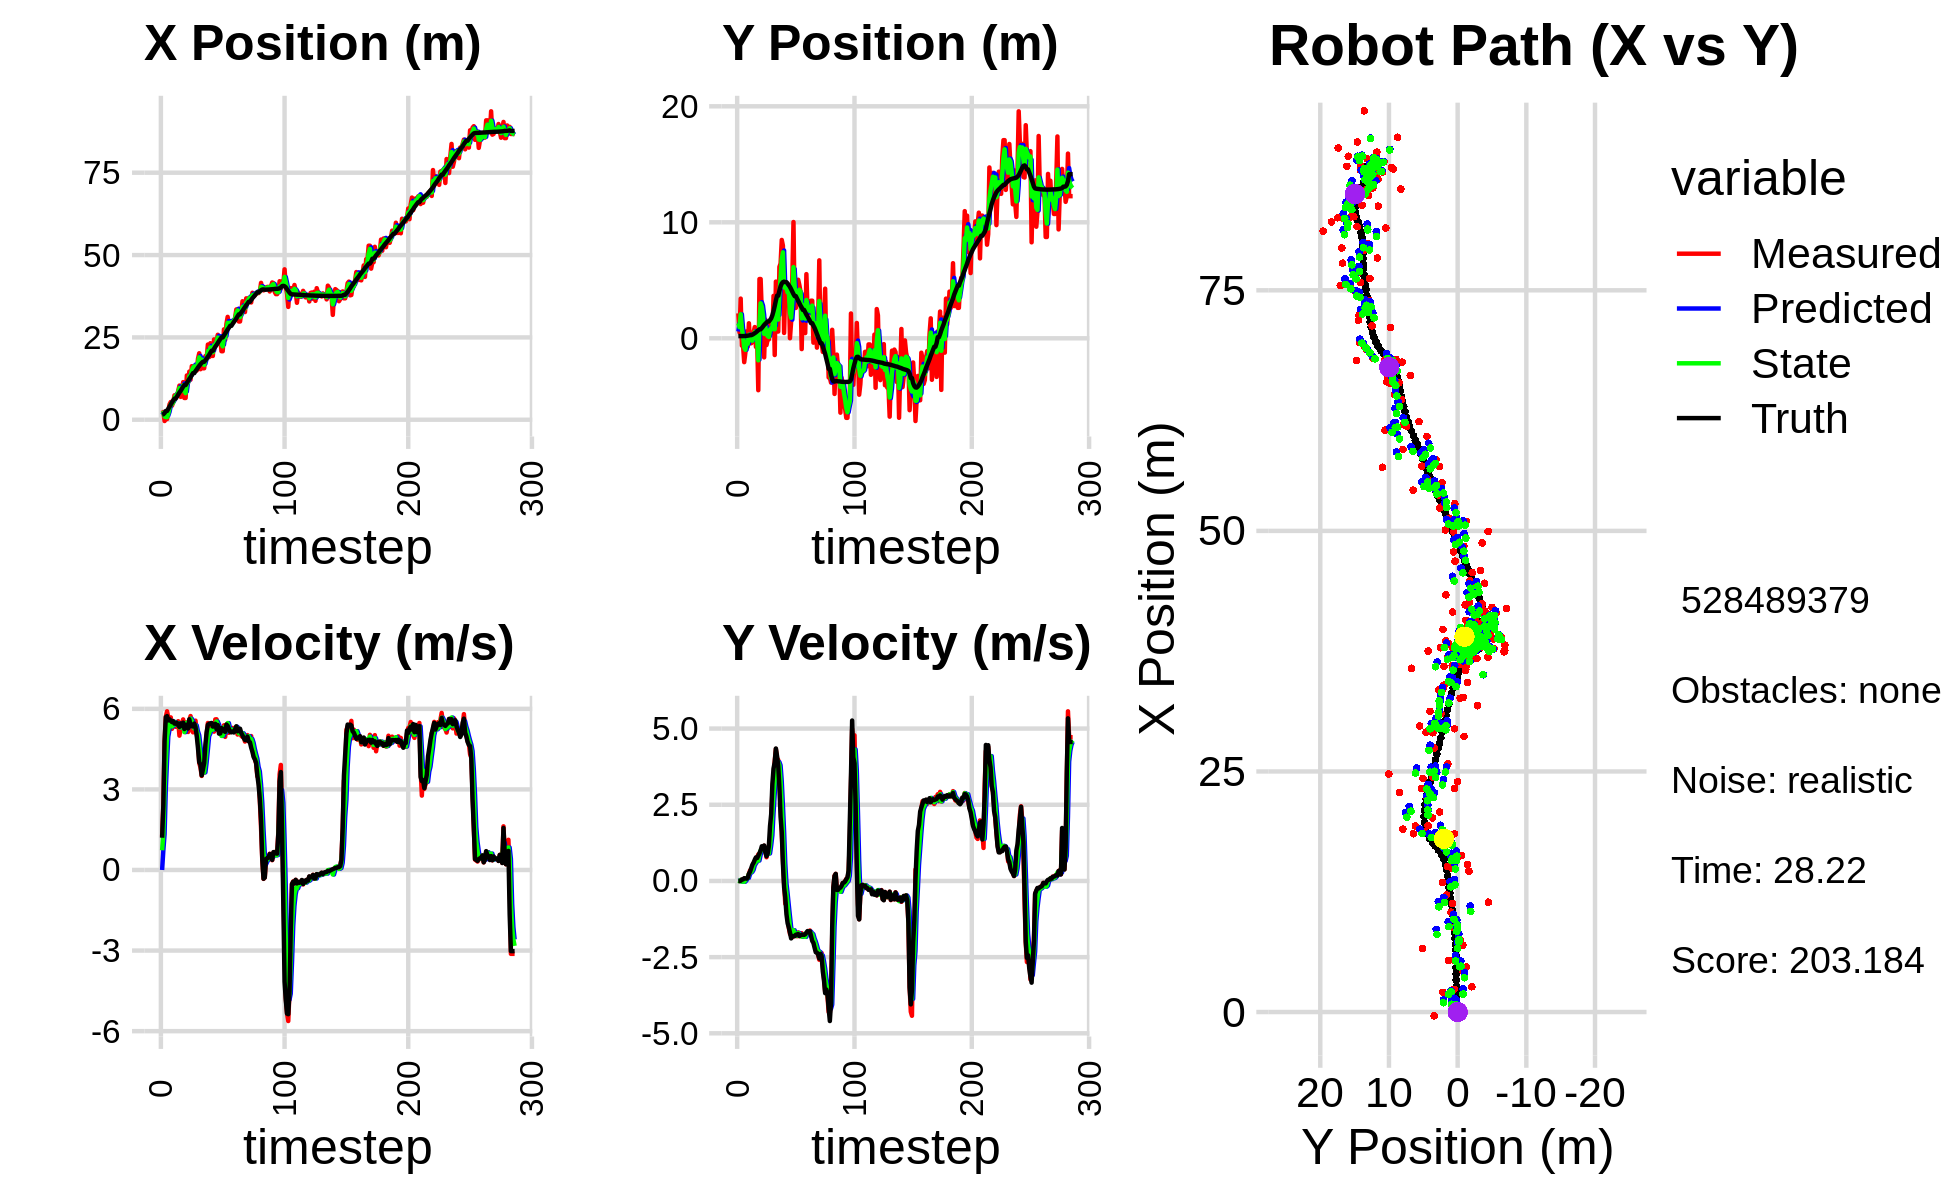 X Position (m)
75
50
25
0
0
100
200
300
timestep
Y Position (m)
20
10
0
0
100
200
300
timestep
X Velocity (m/s)
6
3
0
-3
-6
0
100
200
300
timestep
Y Velocity (m/s)
5.0
2.5
0.0
-2.5
-5.0
0
100
200
300
timestep
Robot Path (X vs Y)
X Position (m)
75
50
25
0
20
10
0
-10
-20
Y Position (m)
variable
Measured
Predicted
State
Truth
528489379
Obstacles: none
Noise: realistic
Time: 28.22
Score: 203.184